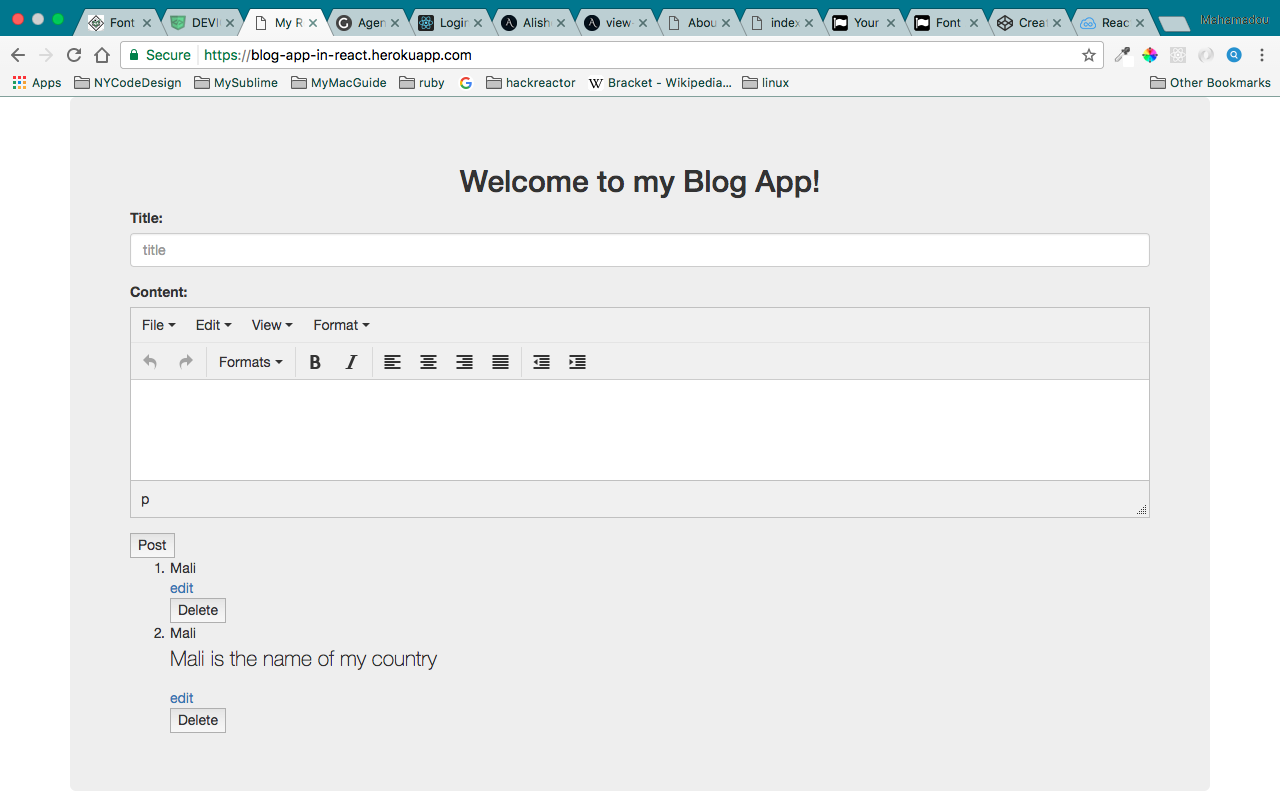 Font
DEVI
My R
Agen
Login
Alish
view-
Abou
index
Your
Font
Creat
Reac
Secure https://blog-app-in-react.herokuapp.com
Apps NYCodeDesign MySublime MyMacGuide ruby hackreactor Bracket - Wikipedia... linux Other Bookmarks
Welcome to my Blog App!
Title:
title
Content:
File Edit View Format
Formats B I
p
Post
1. Mali
edit
Delete
2. Mali
Mali is the name of my country
edit
Delete